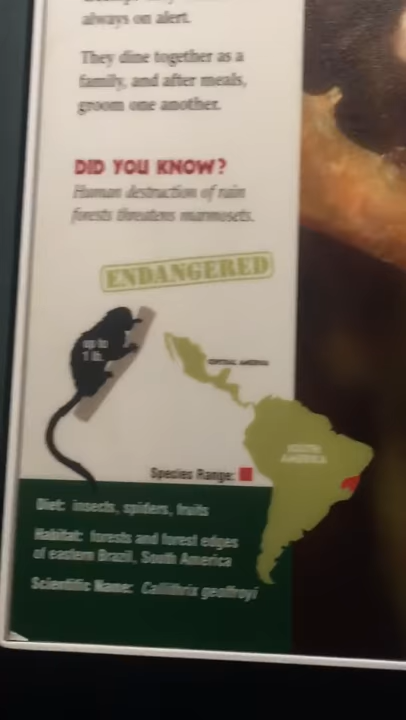 always on alert.
They dine together as a
family, and after meals,
groom one another.
DID YOU KNOW?
Human destruction of rain
forests threatens marmosets.
ENDANGERED
up to
1 lb.
CENTRAL AMERICA
SOUTH
AMERICA
Species Range:
Diet: insects, spiders, fruits
Habitat: forests and forest edges
of eastern Brazil, South America
Scientific Name: Callithrix geoffroyi